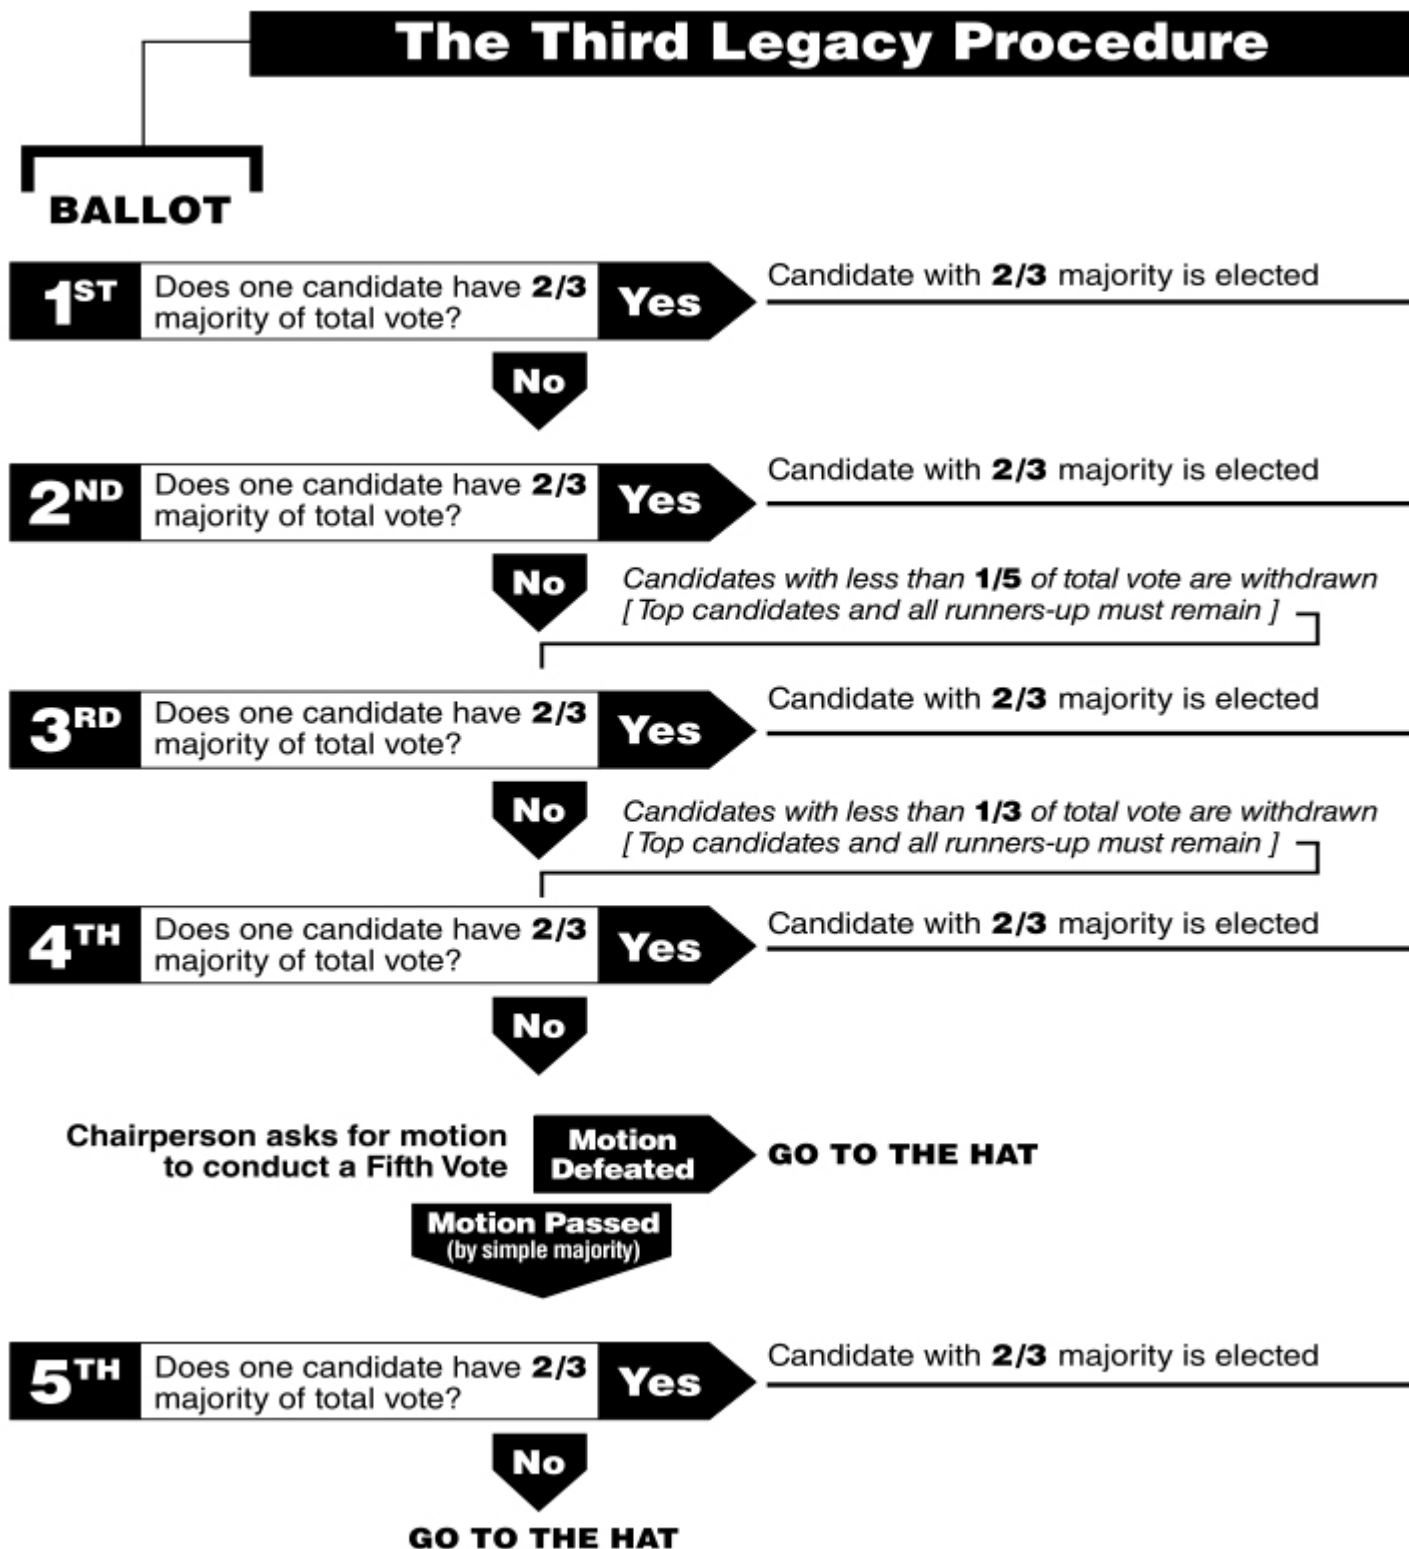 The Third Legacy Procedure
BALLOT
1ST
Does one candidate have 2/3
majority of total vote?
Yes
Candidate with 2/3 majority is elected
No
2ND
Does one candidate have 2/3
majority of total vote?
Yes
Candidate with 2/3 majority is elected
No
Candidates with less than 1/5 of total vote are withdrawn
[ Top candidates and all runners-up must remain ]
3RD
Does one candidate have 2/3
majority of total vote?
Yes
Candidate with 2/3 majority is elected
No
Candidates with less than 1/3 of total vote are withdrawn
[ Top candidates and all runners-up must remain ]
4TH
Does one candidate have 2/3
majority of total vote?
Yes
Candidate with 2/3 majority is elected
No
Chairperson asks for motion
to conduct a Fifth Vote
Motion
Defeated
GO TO THE HAT
Motion Passed
(by simple majority)
5TH
Does one candidate have 2/3
majority of total vote?
Yes
Candidate with 2/3 majority is elected
No
GO TO THE HAT